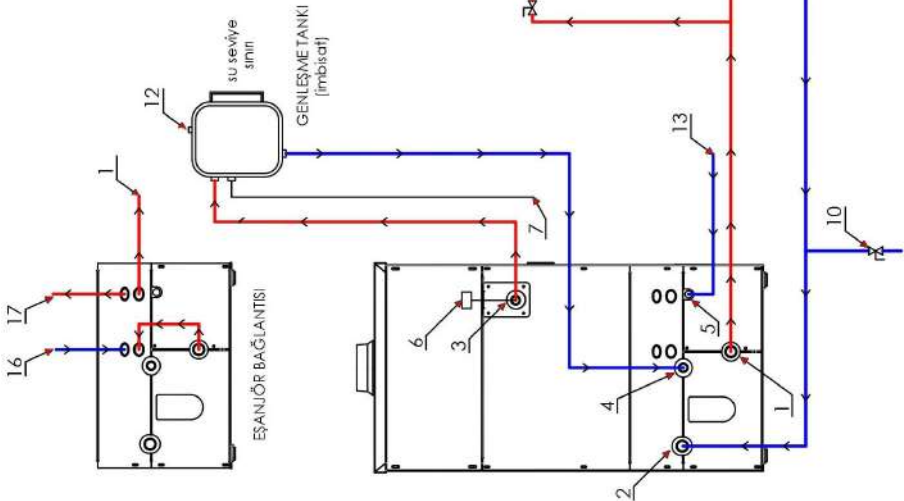 12
su seviye
sınırı
GENLEŞME TANKI
(imbisat)
1
17
16
EŞANJÖR BAĞLANTISI
13
7
10
6
3
5
4
1
2